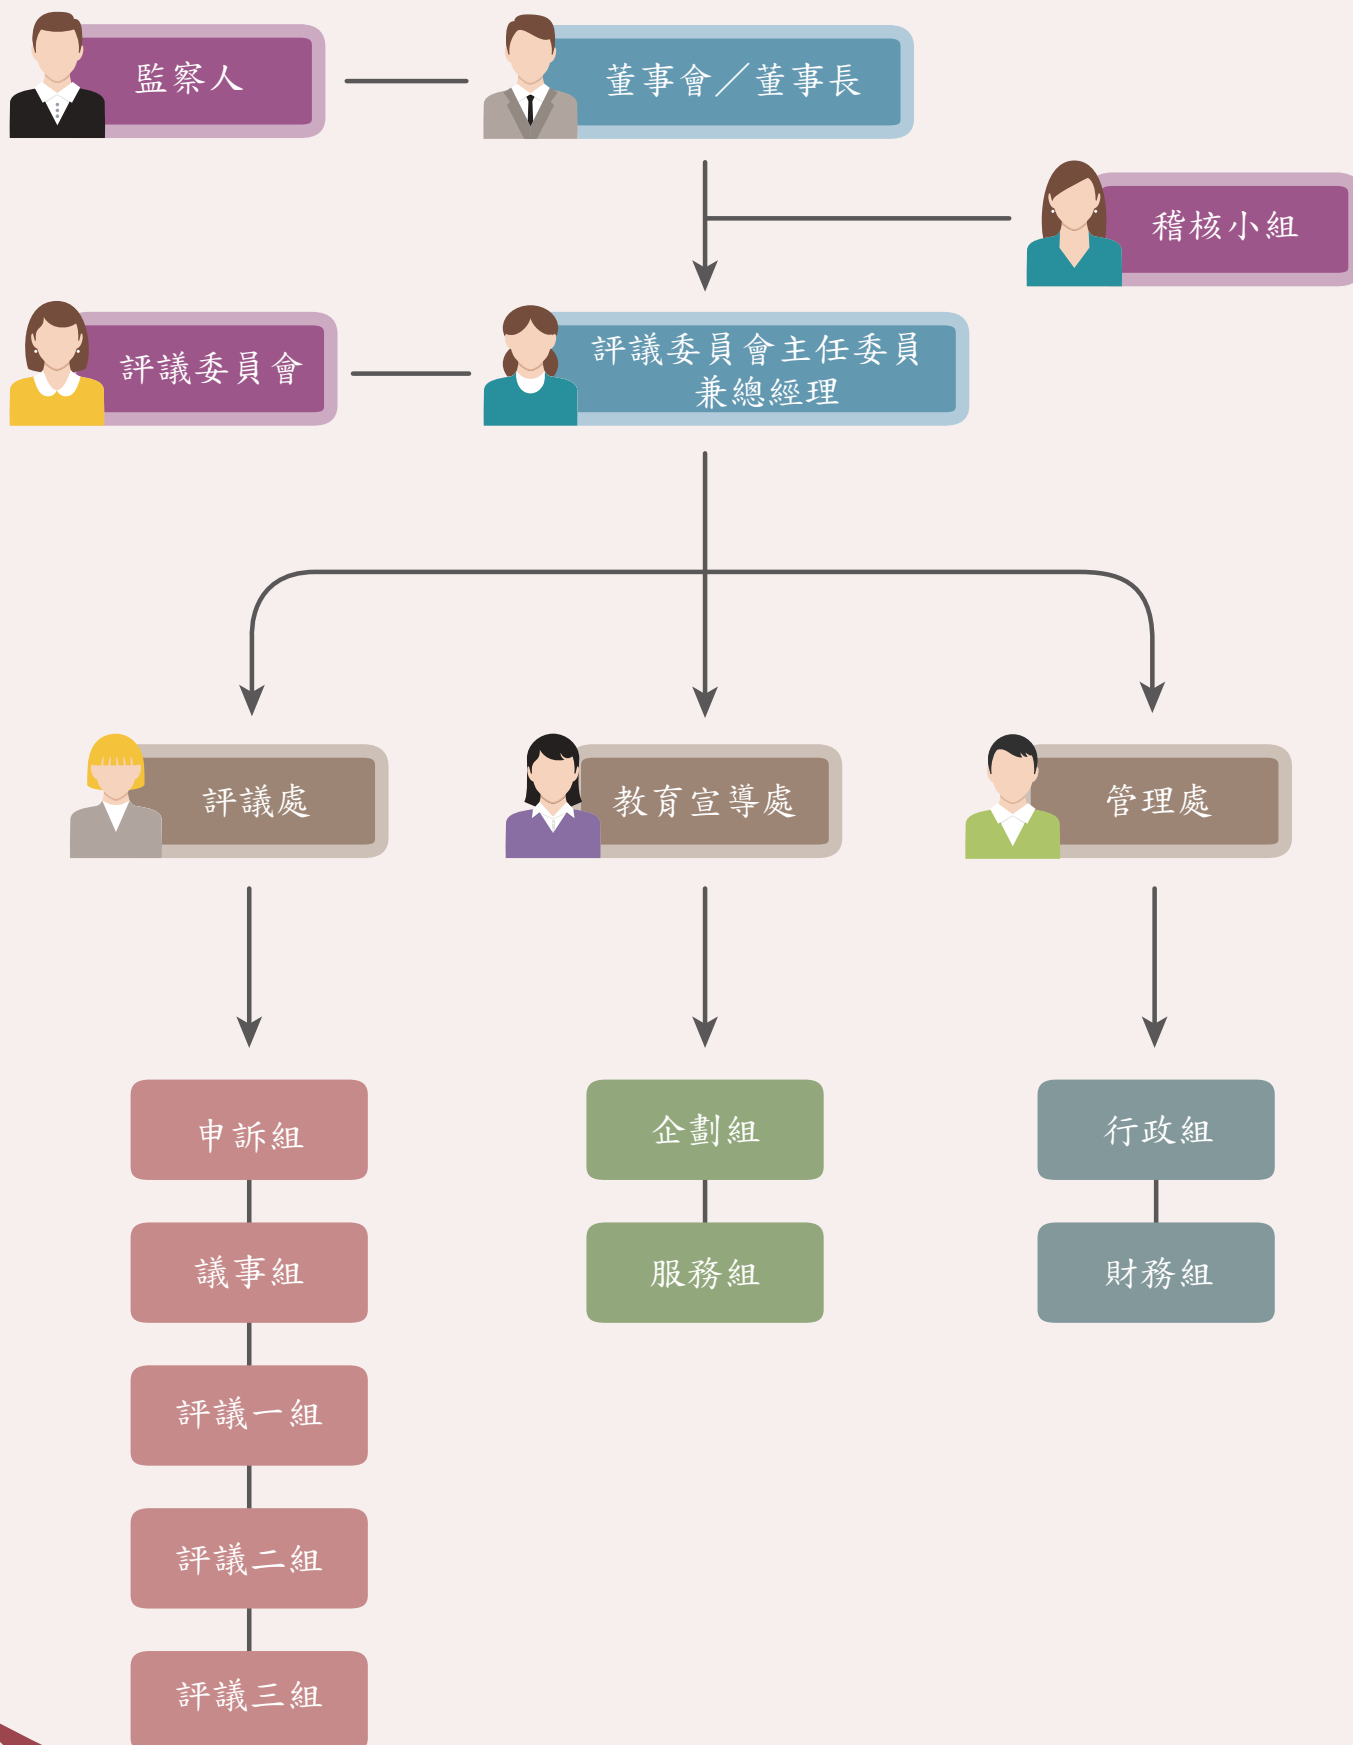 監察人
董事會／董事長
稽核小組
評議委員會
評議委員會主任委員
兼總經理
評議處
教育宣導處
管理處
申訴組
議事組
評議一組
評議二組
評議三組
企劃組
服務組
行政組
財務組